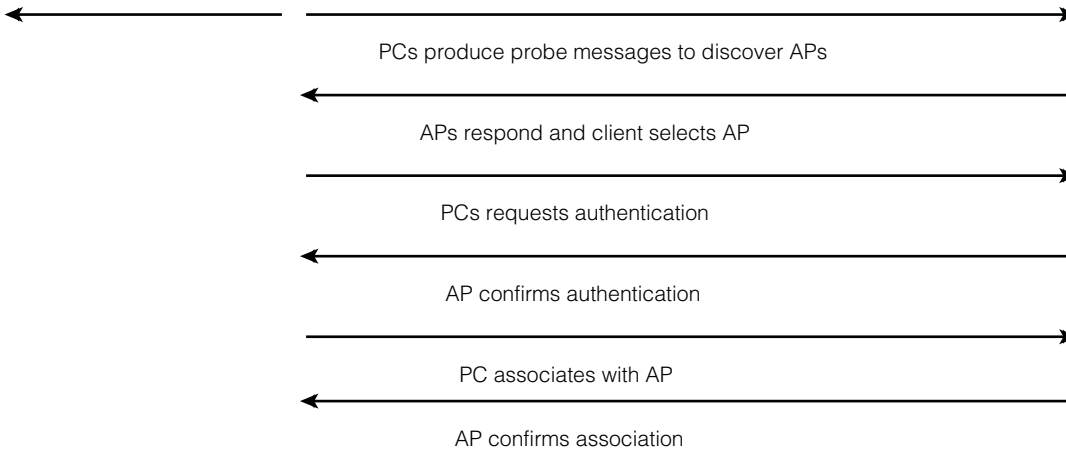 PCs produce probe messages to discover APs
APs respond and client selects AP
PCs requests authentication
AP confirms authentication
PC associates with AP
AP confirms association